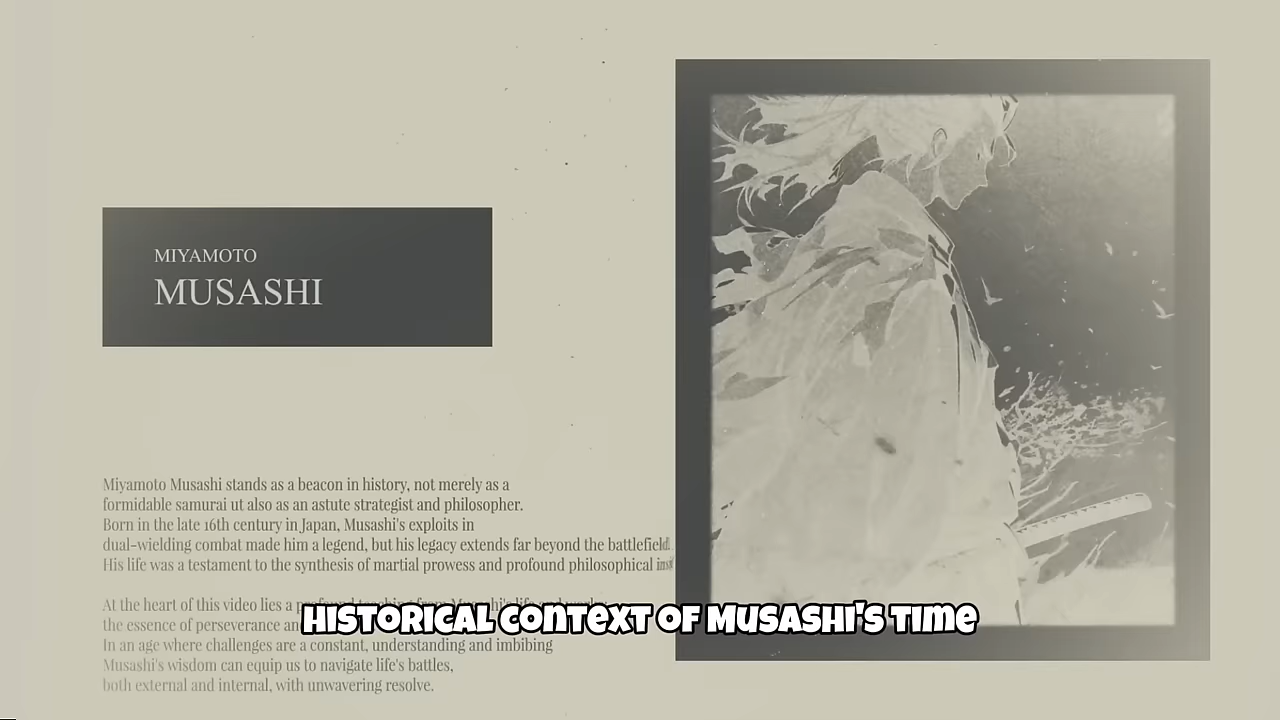 MIYAMOTO
MUSASHI
Miyamoto Musashi stands as a beacon in history, not merely as a
formidable samurai ut also as an astute strategist and philosopher.
Born in the late 16th century in Japan, Musashi's exploits in
dual-wielding combat made him a legend, but his legacy extends far beyond the battlefield.
His life was a testament to the synthesis of martial prowess and profound philosophical
At the heart of this video lies a
the essence of perseverance
In an age where challenges are a constant, understanding and imbibing
Musashi's wisdom can equip us to navigate life's battles,
both external and internal, with unwavering resolve.
HISTORICAL CONTEXT OF MUSASHI'S TIME